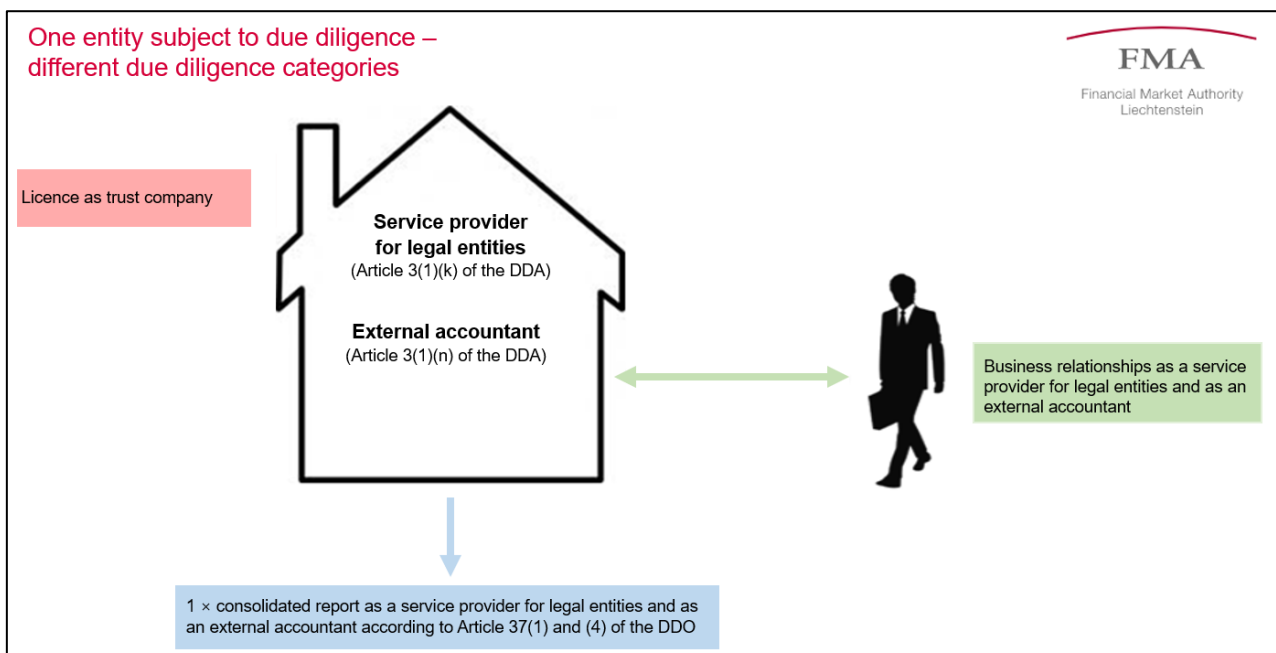 One entity subject to due diligence –
different due diligence categories
FMA
Financial Market Authority
Liechtenstein
Licence as trust company
Service provider
for legal entities
(Article 3(1)(k) of the DDA)
External accountant
(Article 3(1)(n) of the DDA)
Business relationships as a service
provider for legal entities and as an
external accountant
1 × consolidated report as a service provider for legal entities and as
an external accountant according to Article 37(1) and (4) of the DDO